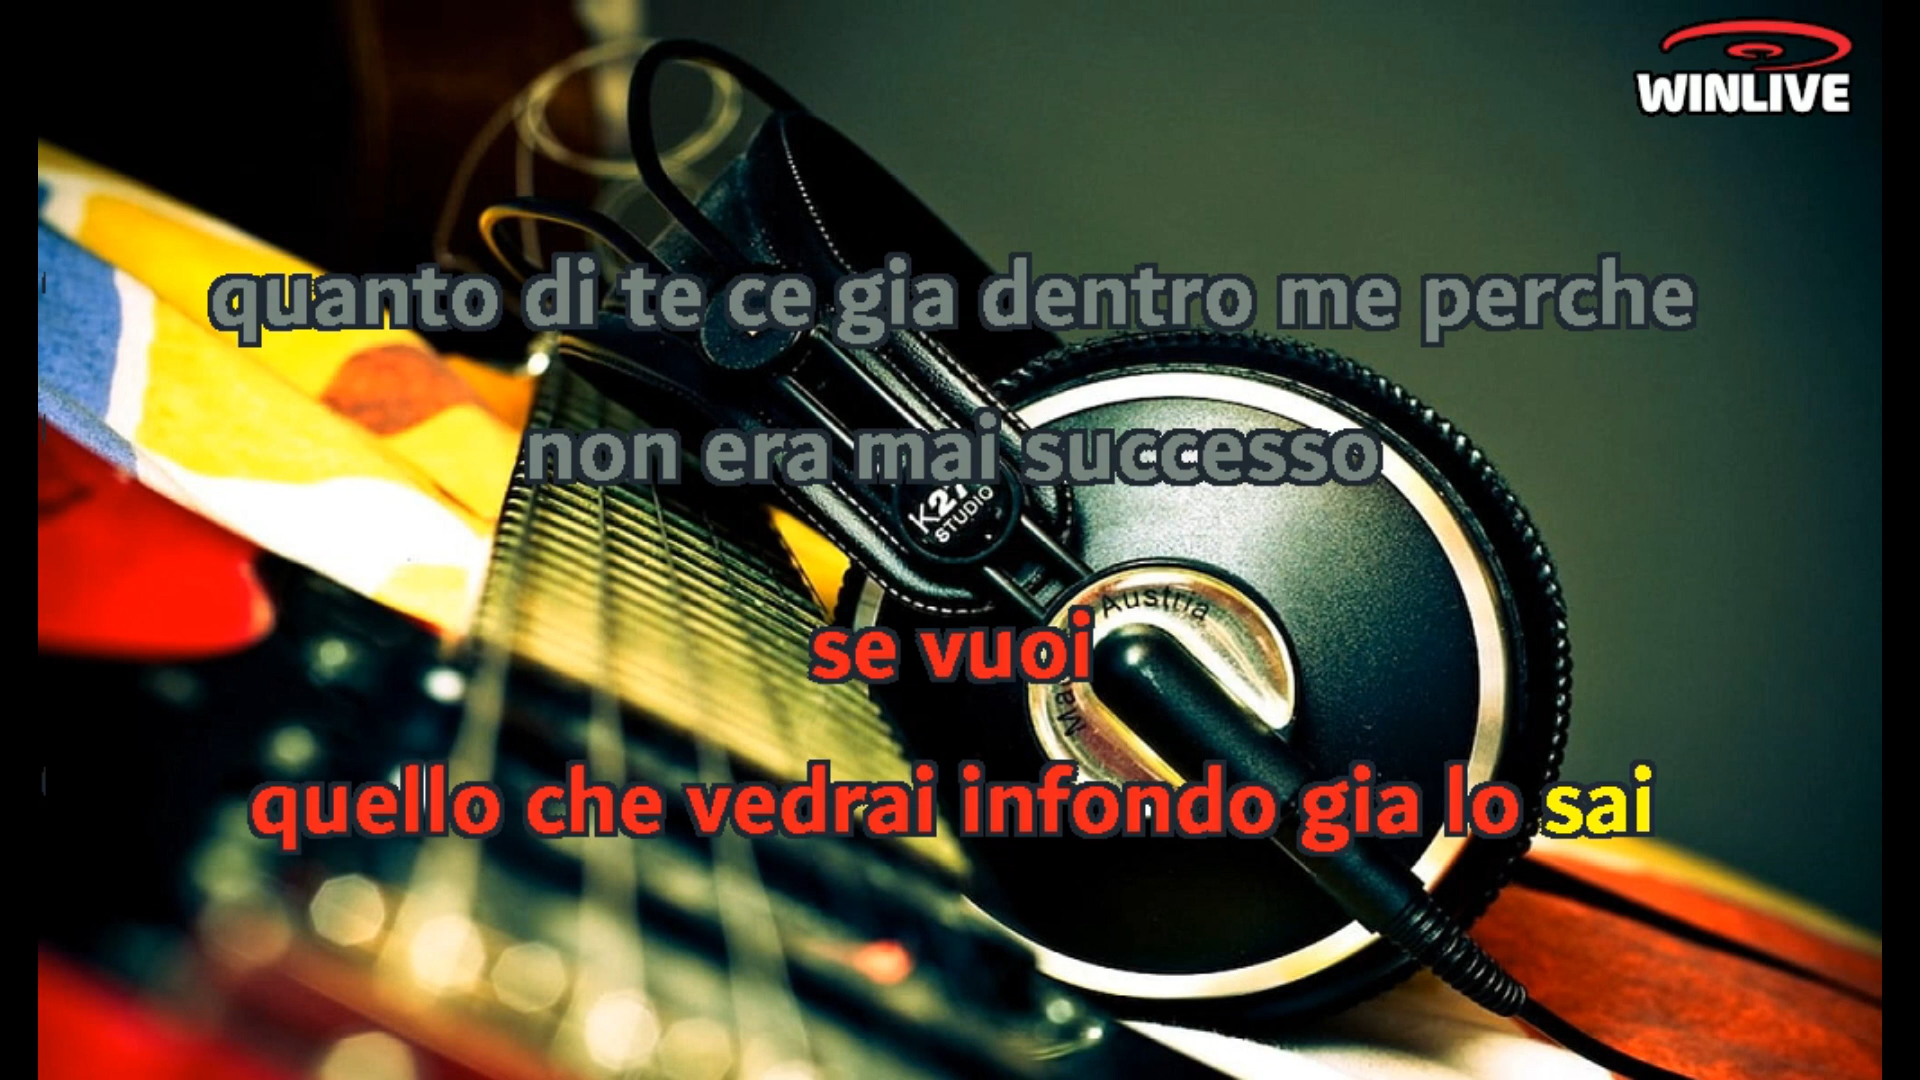 WINLIVE
quanto di te ce gia dentro me perche
non era mai successo
STUDIO
Austria
se vuoi
quello che vedrai infondo gia lo sai